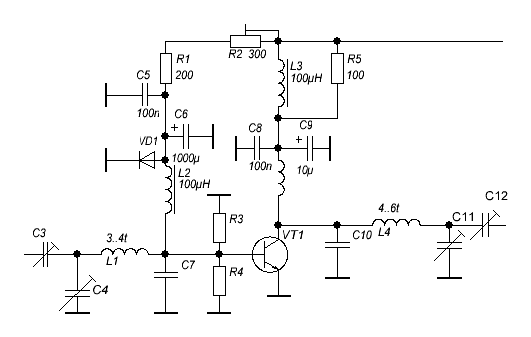 R2 300
R1
200
L3
100µH
R5
100
C5
100n
C6
1000µ
VD1
L2
100µH
C8
100n
C9
10µ
R3
VT1
4..6t
L4
C11
C12
C10
C3
3..4t
L1
C7
R4
C4